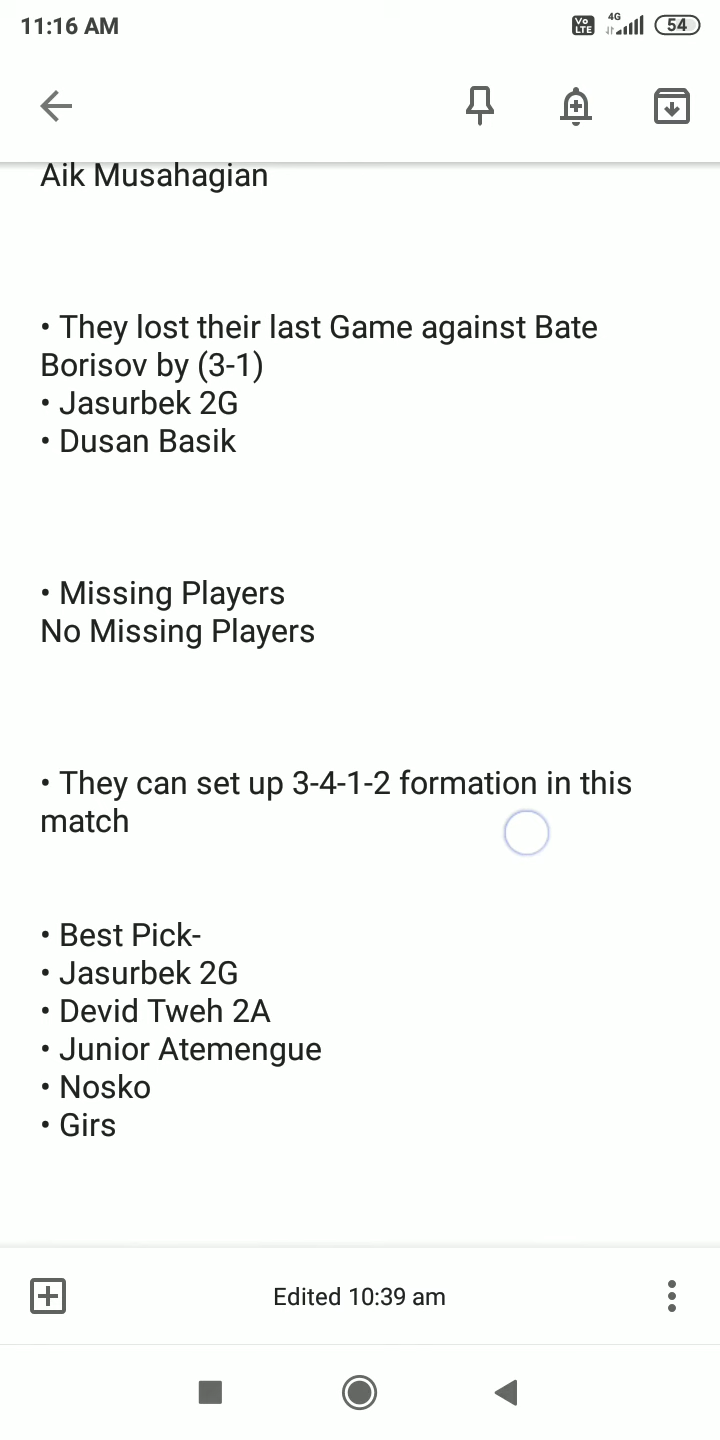 11:16 AM
Vo LTE 4G 54
Aik Musahagian
• They lost their last Game against Bate
Borisov by (3-1)
• Jasurbek 2G
• Dusan Basik
• Missing Players
No Missing Players
• They can set up 3-4-1-2 formation in this
match
• Best Pick-
• Jasurbek 2G
• Devid Tweh 2A
• Junior Atemengue
• Nosko
• Girs
Edited 10:39 am